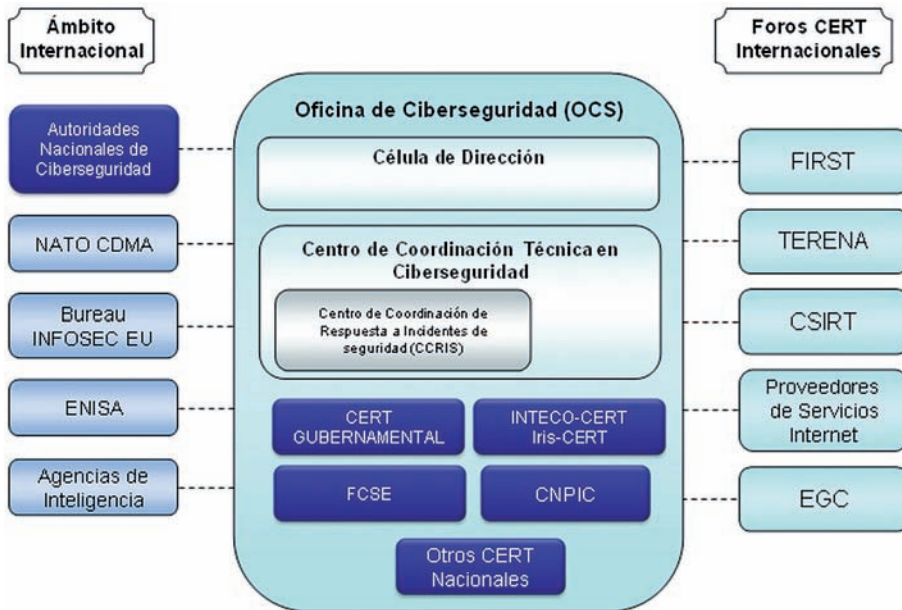 Ámbito
Internacional
Autoridades
Nacionales de
Ciberseguridad
NATO CDMA
Bureau
INFOSEC EU
ENISA
Agencias de
Inteligencia
Oficina de Ciberseguridad (OCS)
Célula de Dirección
Centro de Coordinación Técnica en
Ciberseguridad
Centro de Coordinación de
Respuesta a Incidentes de
seguridad (CCRIS)
CERT
GUBERNAMENTAL
INTECO-CERT
Iris-CERT
FCSE
CNPIC
Otros CERT
Nacionales
Foros CERT
Internacionales
FIRST
TERENA
CSIRT
Proveedores
de Servicios
Internet
EGC